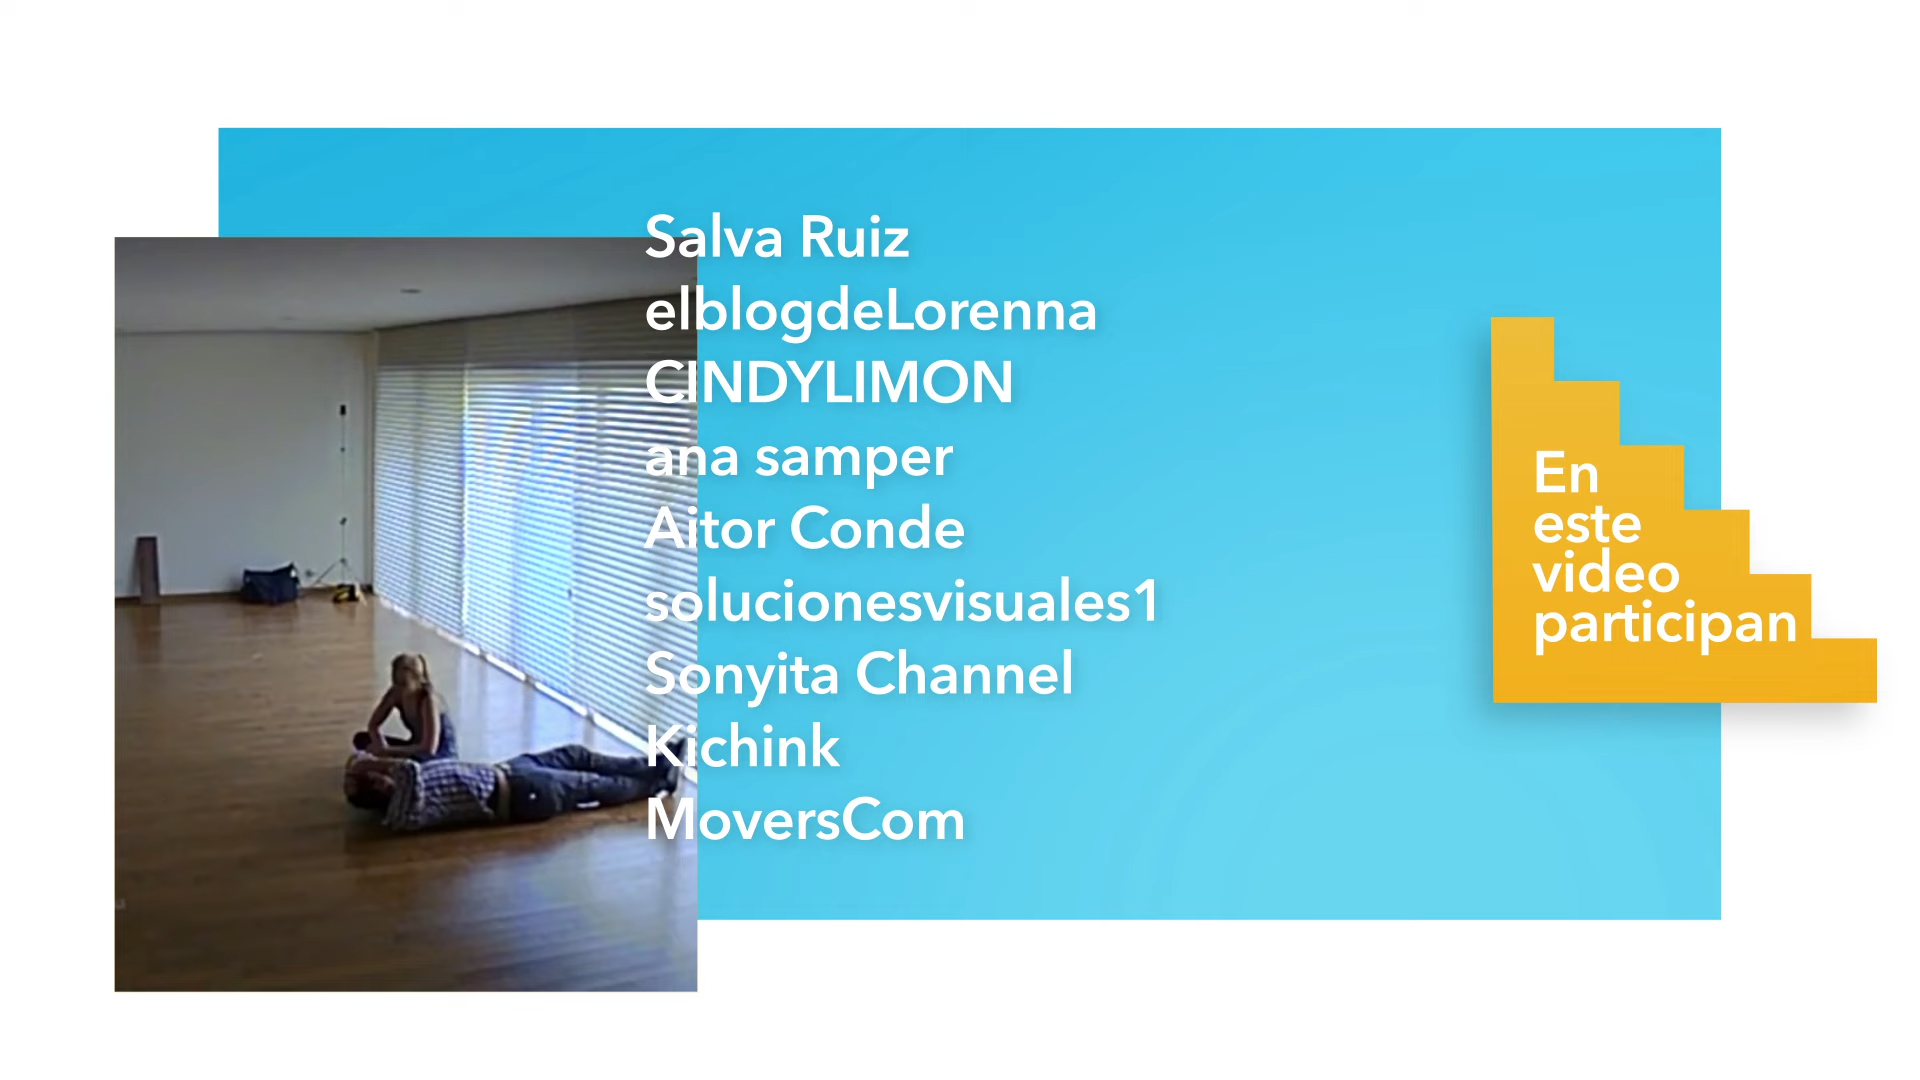 Salva Ruiz
elblogdeLorenna
CINDYLIMON
ana samper
Aitor Conde
solucionesvisuales1
Sonyita Channel
Kichink
MoversCom
En
este
video
participan